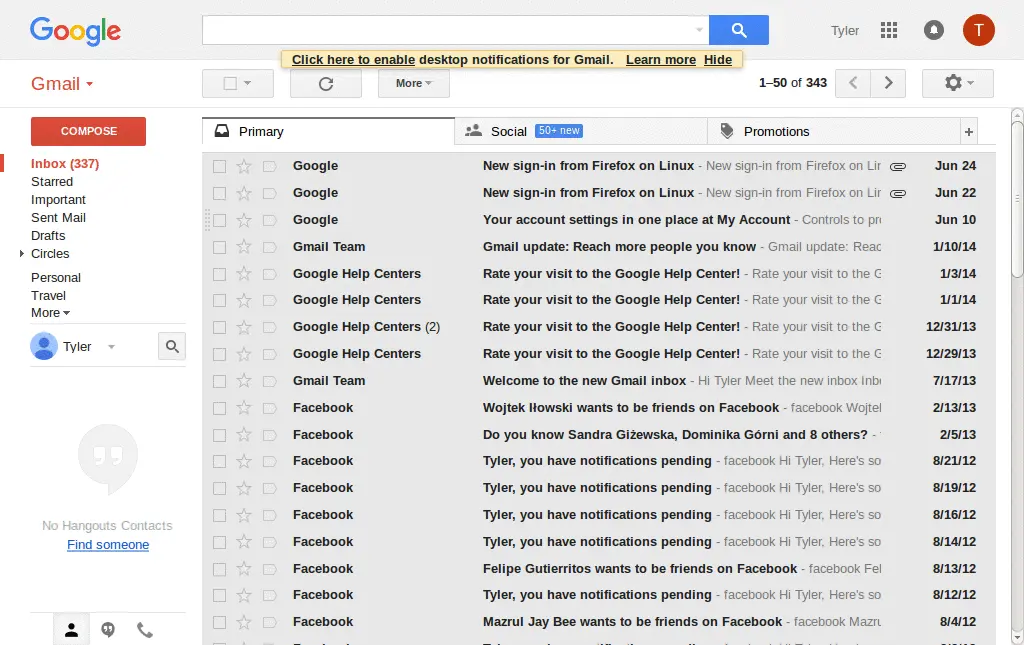 Google
Tyler
T
Click here to enable desktop notifications for Gmail. Learn more Hide
Gmail
More
1–50 of 343
COMPOSE
Inbox (337)
Starred
Important
Sent Mail
Drafts
Circles
Personal
Travel
More
Tyler
No Hangouts Contacts
Find someone
Primary
Social 50+ new
Promotions
+
Google New sign-in from Firefox on Linux - New sign-in from Firefox on Lin Jun 24
Google New sign-in from Firefox on Linux - New sign-in from Firefox on Lin Jun 22
Google Your account settings in one place at My Account - Controls to pro Jun 10
Gmail Team Gmail update: Reach more people you know - Gmail update: Reac 1/10/14
Google Help Centers Rate your visit to the Google Help Center! - Rate your visit to the G 1/3/14
Google Help Centers Rate your visit to the Google Help Center! - Rate your visit to the G 1/1/14
Google Help Centers (2) Rate your visit to the Google Help Center! - Rate your visit to the G 12/31/13
Google Help Centers Rate your visit to the Google Help Center! - Rate your visit to the G 12/29/13
Gmail Team Welcome to the new Gmail inbox - Hi Tyler Meet the new inbox Inbo 7/17/13
Facebook Wojtek Iłowski wants to be friends on Facebook - facebook Wojtek 2/13/13
Facebook Do you know Sandra Giżewska, Dominika Górni and 8 others? - 2/5/13
Facebook Tyler, you have notifications pending - facebook Hi Tyler, Here's so 8/21/12
Facebook Tyler, you have notifications pending - facebook Hi Tyler, Here's so 8/19/12
Facebook Tyler, you have notifications pending - facebook Hi Tyler, Here's so 8/16/12
Facebook Tyler, you have notifications pending - facebook Hi Tyler, Here's so 8/14/12
Facebook Felipe Gutierritos wants to be friends on Facebook - facebook Fel 8/13/12
Facebook Tyler, you have notifications pending - facebook Hi Tyler, Here's so 8/12/12
Facebook Mazrul Jay Bee wants to be friends on Facebook - facebook Mazru 8/4/12